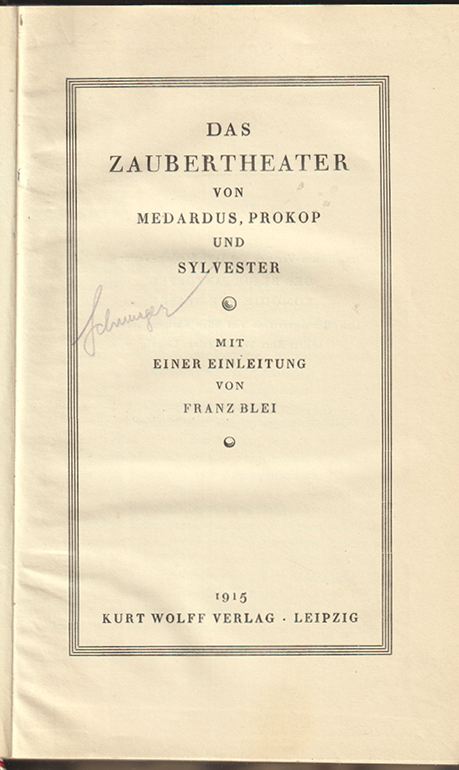 DAS
ZAUBERTHEATER
VON
MEDARDUS, PROKOP
UND
SYLVESTER
MIT
EINER EINLEITUNG
VON
FRANZ BLEI
1915
KURT WOLFF VERLAG · LEIPZIG